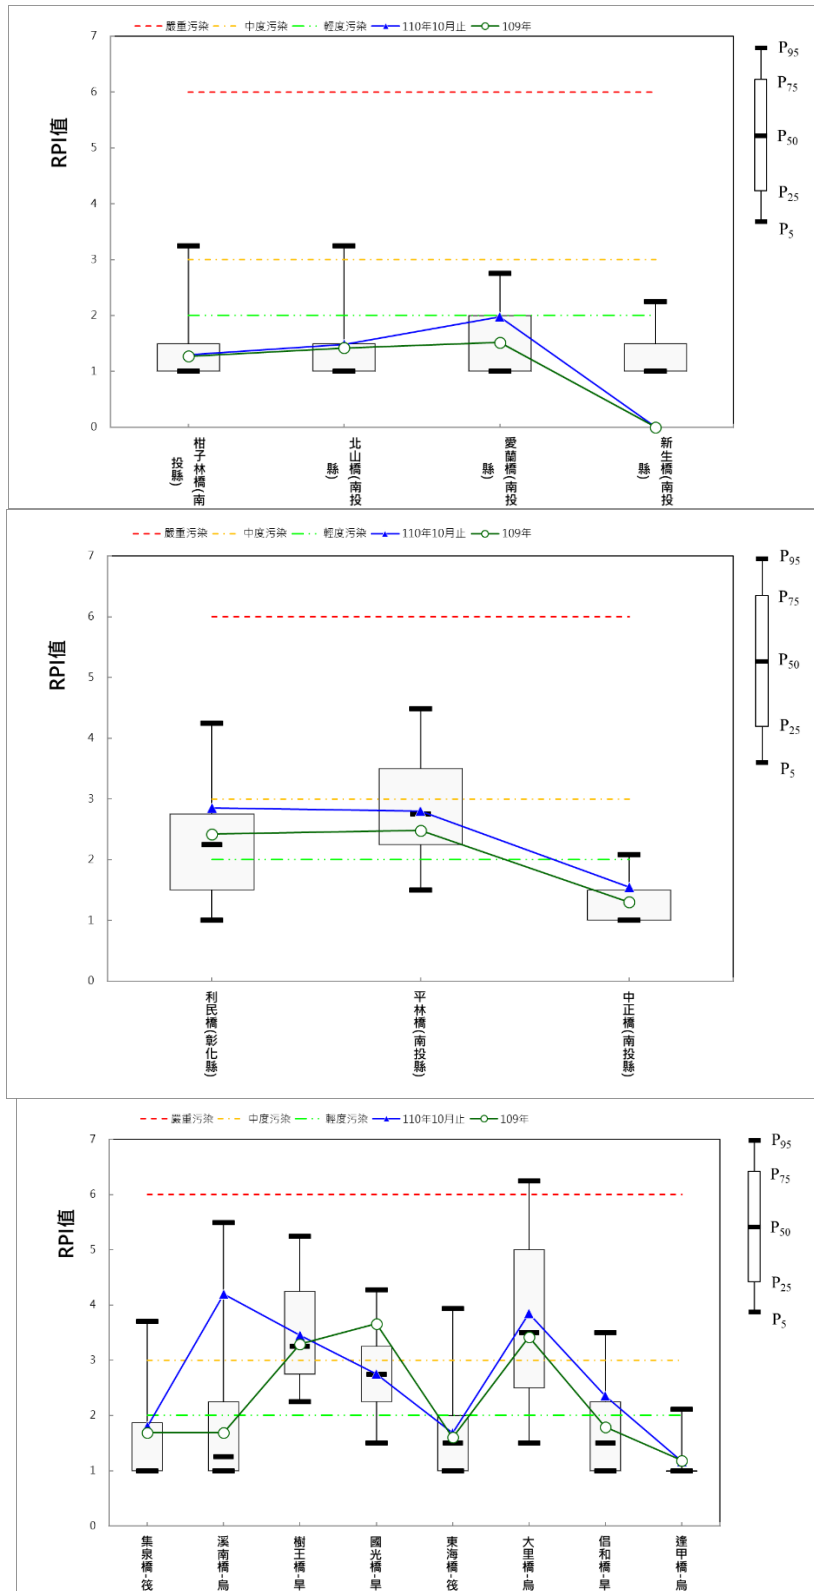 嚴重污染 中度污染 輕度污染 110年10月止 109年
7
6
5
4
3
2
1
0
RPI值
P95
P75
P50
P25
P5
柑子林橋(南投縣)
北山橋(南投縣)
愛蘭橋(南投縣)
新生橋(南投縣)
嚴重污染 中度污染 輕度污染 110年10月止 109年
7
6
5
4
3
2
1
0
RPI值
P95
P75
P50
P25
P5
利民橋(彰化縣)
平林橋(南投縣)
中正橋(南投縣)
嚴重污染 中度污染 輕度污染 110年10月止 109年
7
6
5
4
3
2
1
0
RPI值
P95
P75
P50
P25
P5
集泉橋-筏
溪南橋-烏
樹王橋-旱
國光橋-旱
東海橋-筏
大里橋-烏
倡和橋-旱
逢甲橋-烏